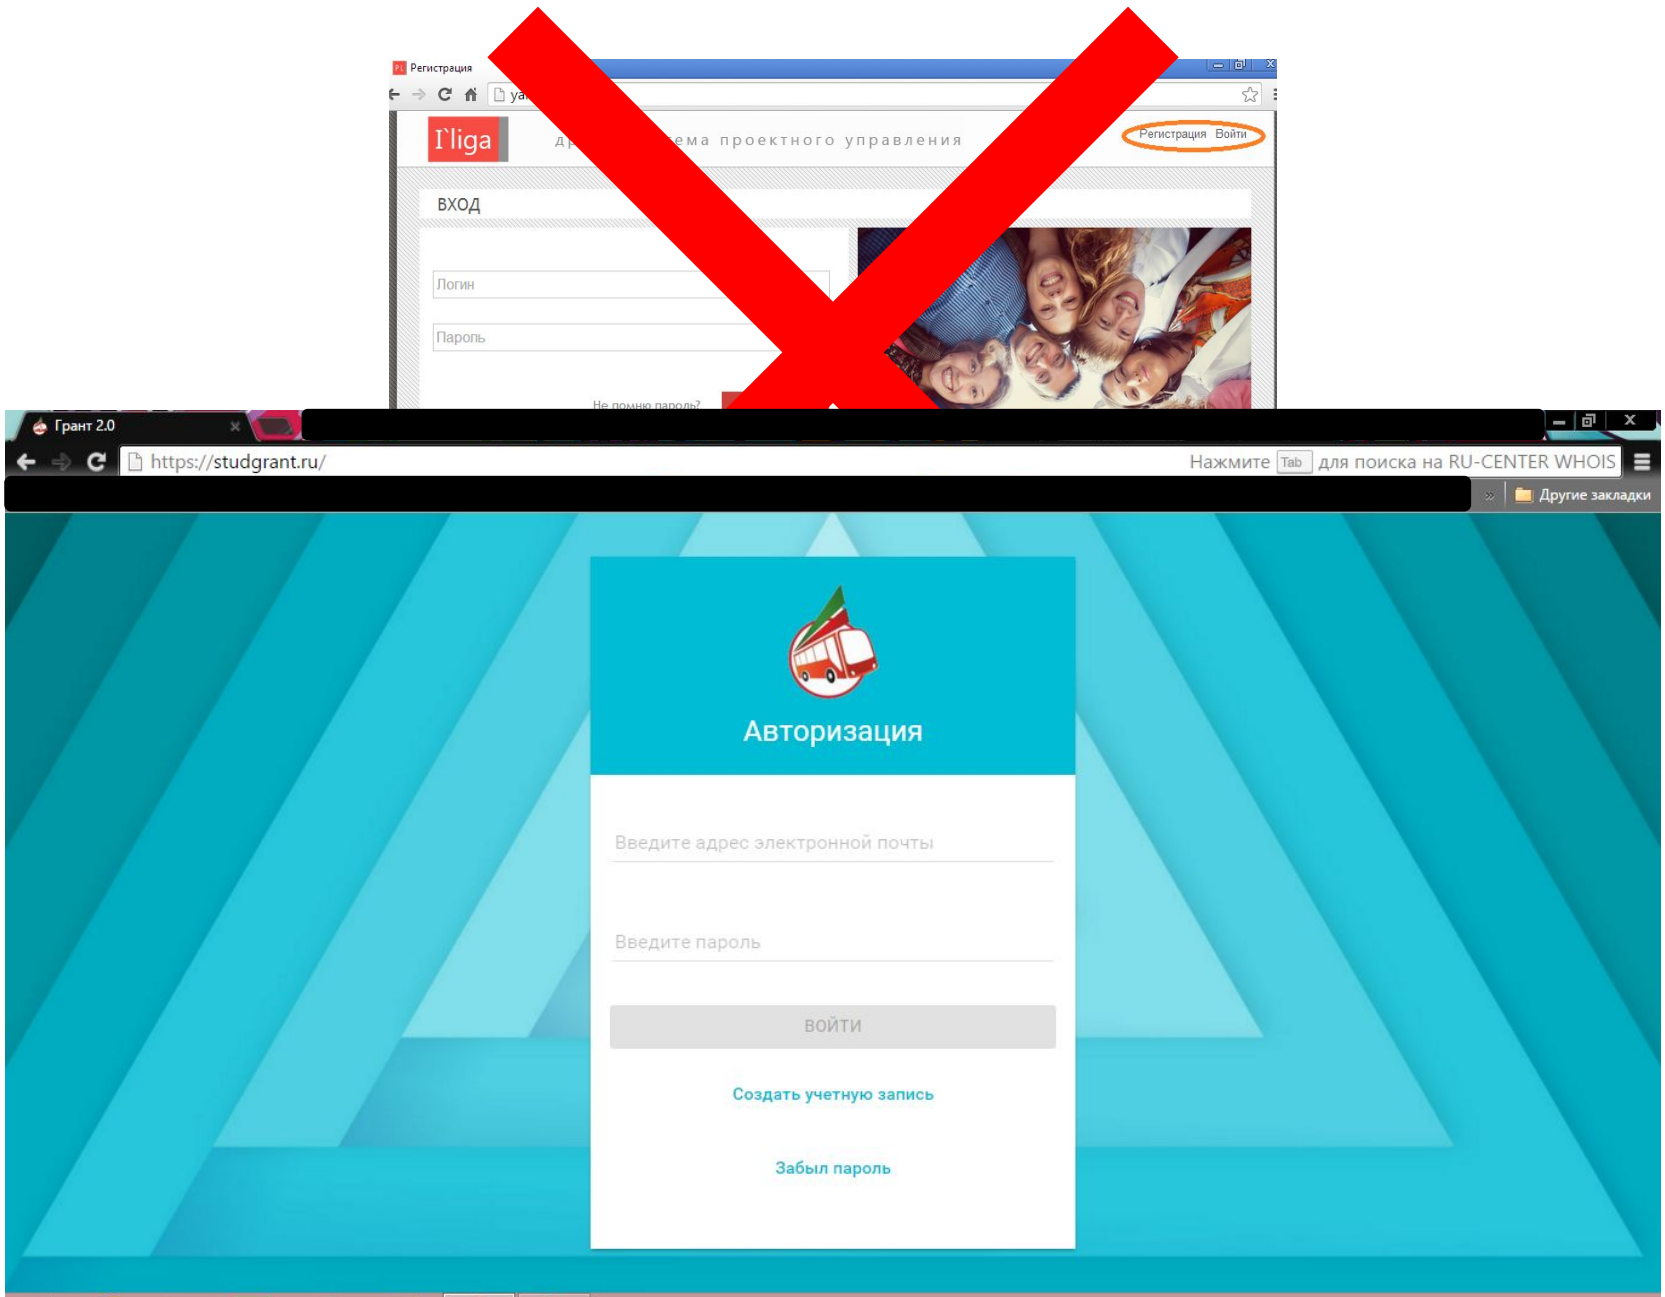 PL Регистрация
I`liga
проектного управления
Регистрация Войти
ВХОД
Логин
Пароль
Не помню пароль?
Грант 2.0
https://studgrant.ru/
Нажмите Tab для поиска на RU-CENTER WHOIS
» Другие закладки
Авторизация
Введите адрес электронной почты
Введите пароль
ВОЙТИ
Создать учетную запись
Забыл пароль